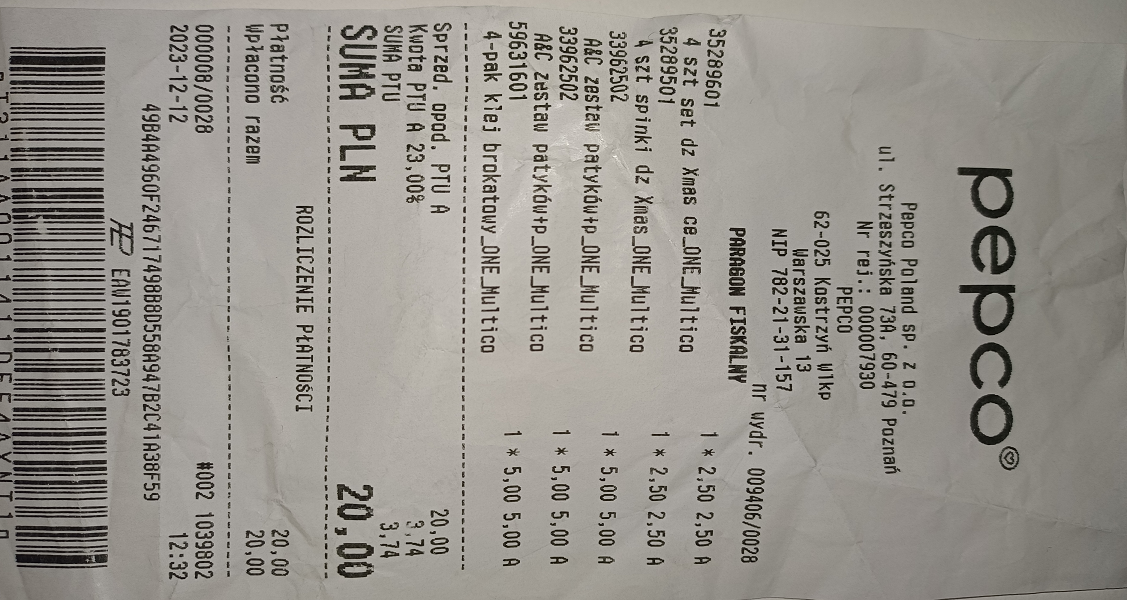 pepco
Pepco Poland sp. z o.o.
ul. Strzeszyńska 73A, 60-479 Poznań
Nr rej.: 000007930
PEPCO
62-025 Kostrzyń Wlkp
Warszawska 13
NIP 782-21-31-157
nr wydr. 009406/0028
PARAGON FISKALNY
35289601
4 szt set dz Xmas ca_ONE_Multico 1 * 2,50 2,50 A
35289501
4 szt spinki dz Xmas_ONE_Multico 1 * 2,50 2,50 A
33962502
A&C zestaw patyków+p_ONE_Multico 1 * 5,00 5,00 A
33962502
A&C zestaw patyków+p_ONE_Multico 1 * 5,00 5,00 A
59631601
4-pak klej brokatowy_ONE_Multico 1 * 5,00 5,00 A
Sprzed. opod. PTU A 20,00
Kwota PTU A 23,00% 3,74
SUMA PTU 3,74
SUMA PLN 20,00
ROZLICZENIE PŁATNOŚCI
Płatność 20,00
Wpłacono razem 20,00
000008/0028 #002 1039802
2023-12-12 12:32
49B4A4960F24671749BBBB558A947B2C41A38F59
EAW1901783723